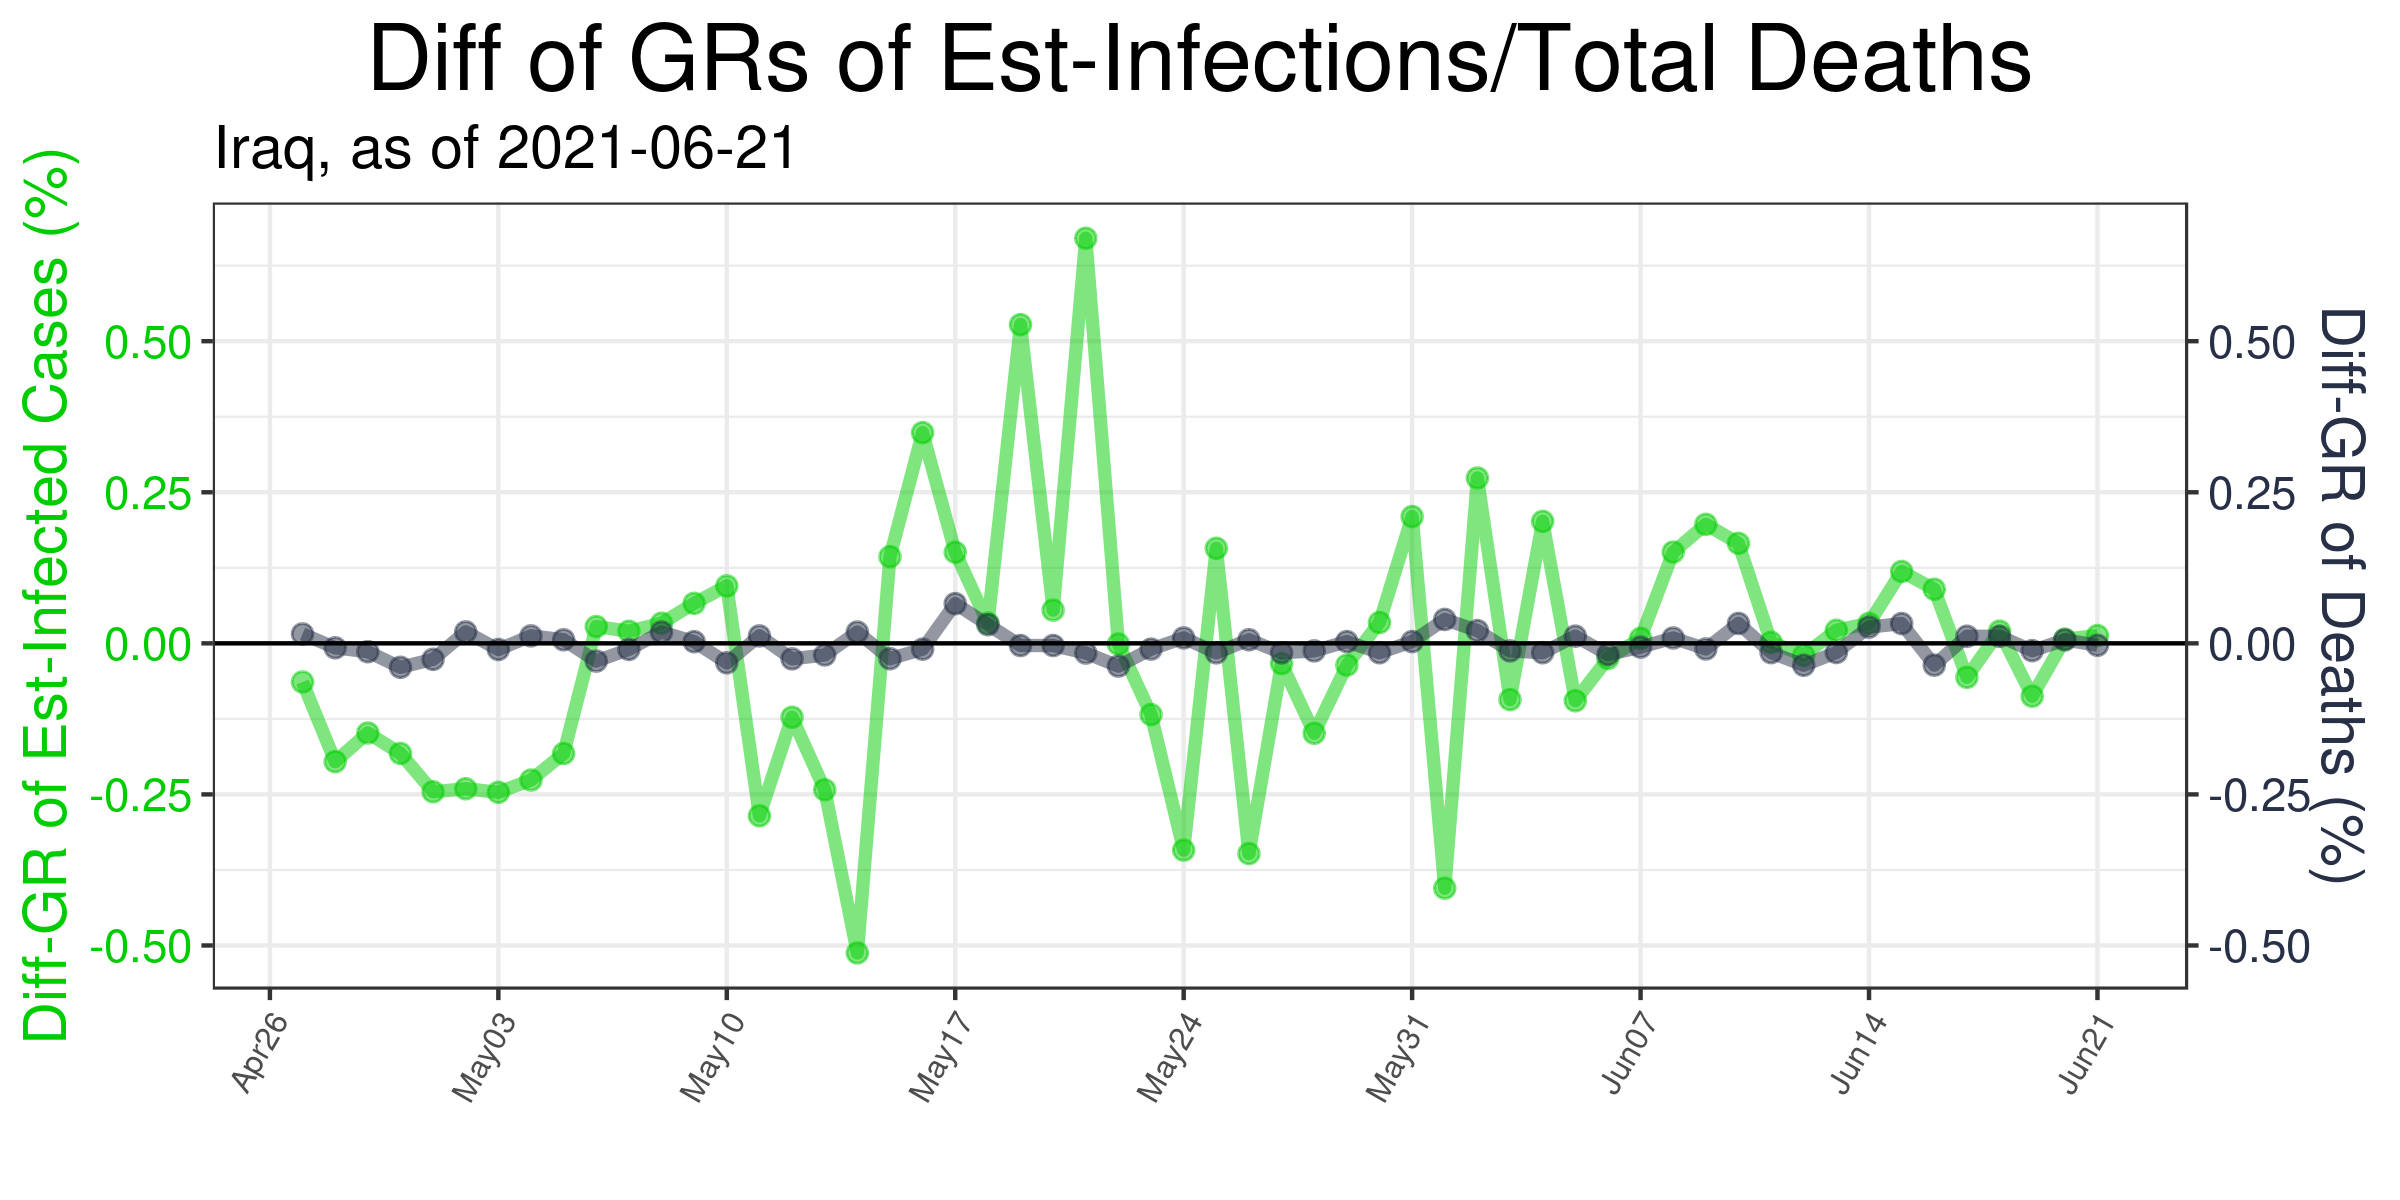 Diff of GRs of Est-Infections/Total Deaths
Iraq, as of 2021-06-21
Diff-GR of Est-Infected Cases (%)
0.50
0.25
0.00
-0.25
-0.50
0.50
0.25
0.00
-0.25
-0.50
Diff-GR of Deaths (%)
Apr26
May03
May10
May17
May24
May31
Jun07
Jun14
Jun21